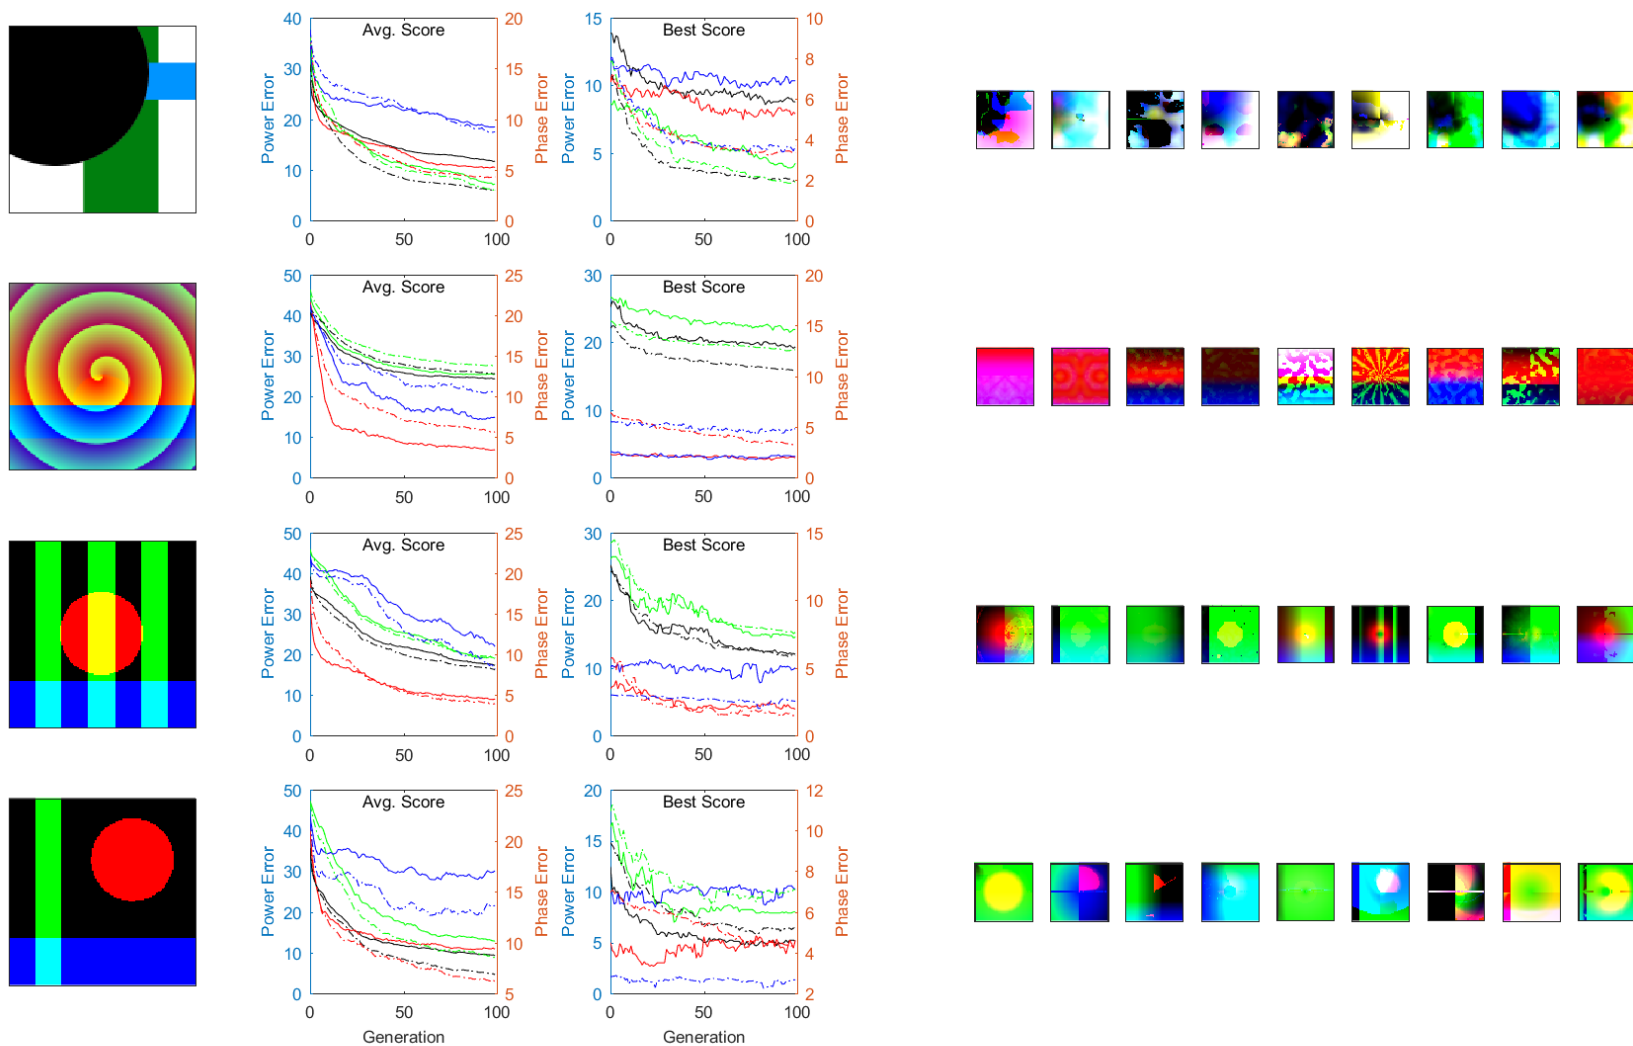 40 Avg. Score 20 15 Best Score 10
30 15 10 8
20 10 5 6
10 5 0 4
0 0 2
0
Power Error Phase Error Power Error Phase Error
0 50 100 0 50 100
50 Avg. Score 25 30 Best Score 20
40 20 20 15
30 15 10 10
20 10 0 5
10 5 0
0 0
Power Error Phase Error Power Error Phase Error
0 50 100 0 50 100
50 Avg. Score 25 30 Best Score 15
40 20 20 10
30 15 10 5
20 10 0 0
10 5
0 0
Power Error Phase Error Power Error Phase Error
0 50 100 0 50 100
50 Avg. Score 25 20 Best Score 12
40 20 15 10
30 15 10 8
20 10 5 6
10 5 0 4
0 2
Power Error Phase Error Power Error Phase Error
0 50 100 0 50 100
Generation Generation